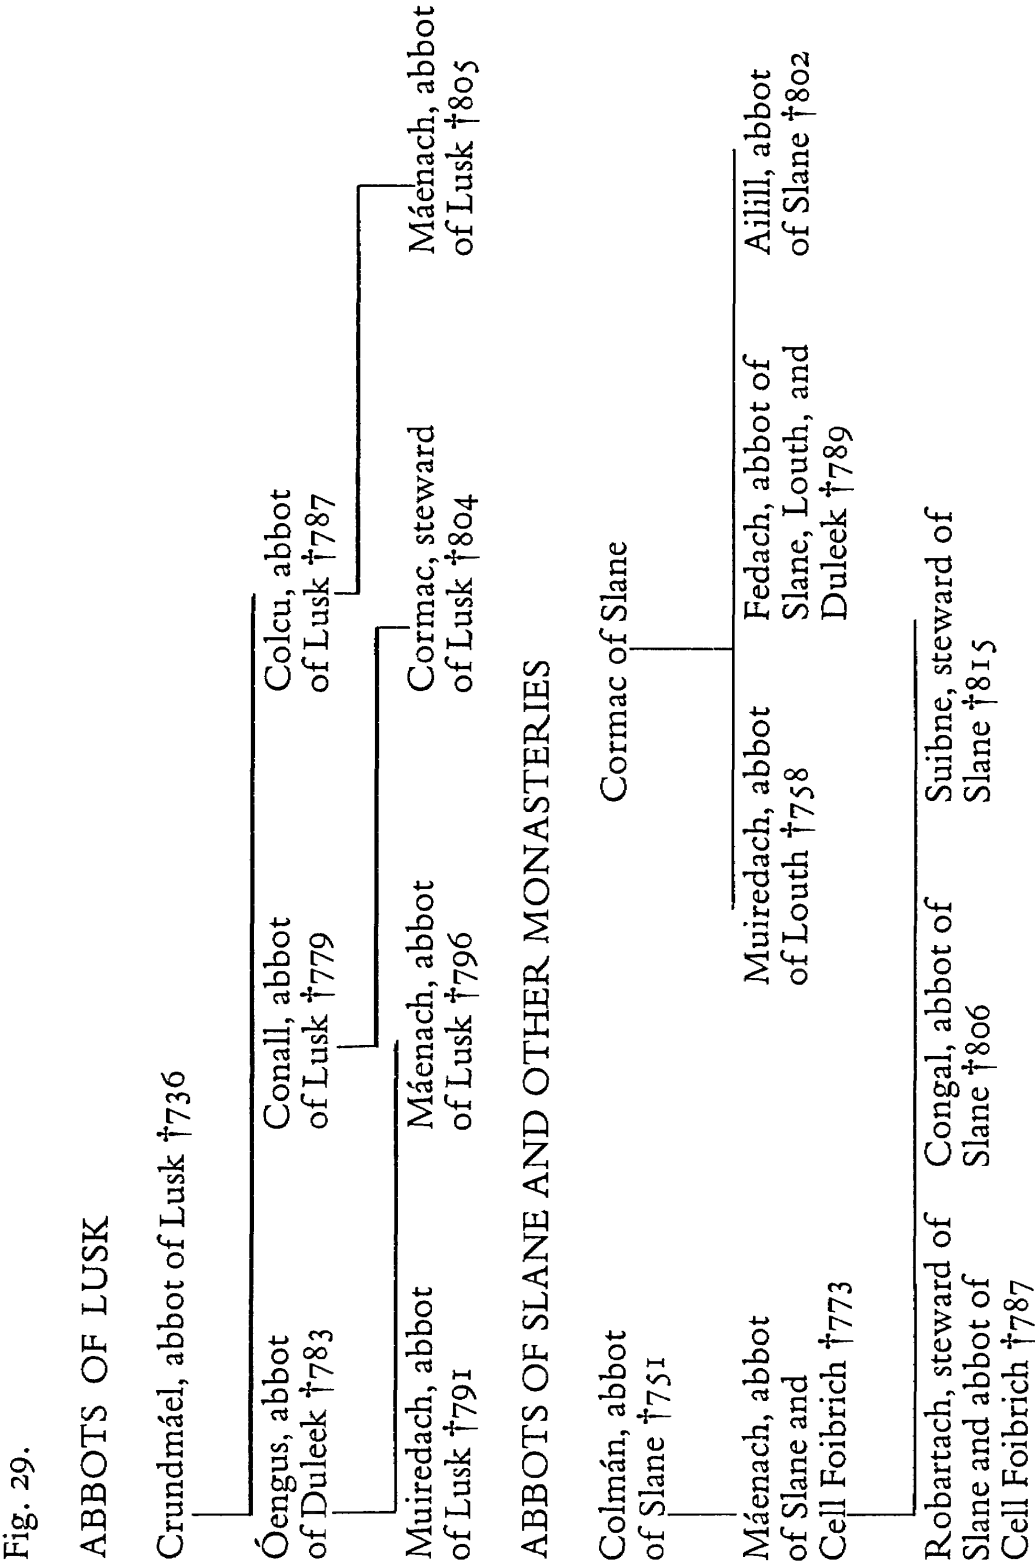 Fig. 29.
ABBOTS OF LUSK
Crundmáel, abbot of Lusk †736
Óengus, abbot
of Duleek †783
Conall, abbot
of Lusk †779
Colcu, abbot
of Lusk †787
Muiredach, abbot
of Lusk †791
Máenach, abbot
of Lusk †796
Cormac, steward
of Lusk †804
Máenach, abbot
of Lusk †805
ABBOTS OF SLANE AND OTHER MONASTERIES
Colmán, abbot
of Slane †751
Cormac of Slane
Máenach, abbot
of Slane and
Cell Foibrich †773
Muiredach, abbot
of Louth †758
Fedach, abbot of
Slane, Louth, and
Duleek †789
Ailill, abbot
of Slane †802
Robartach, steward of
Slane and abbot of
Cell Foibrich †787
Congal, abbot of
Slane †806
Suibne, steward of
Slane †815